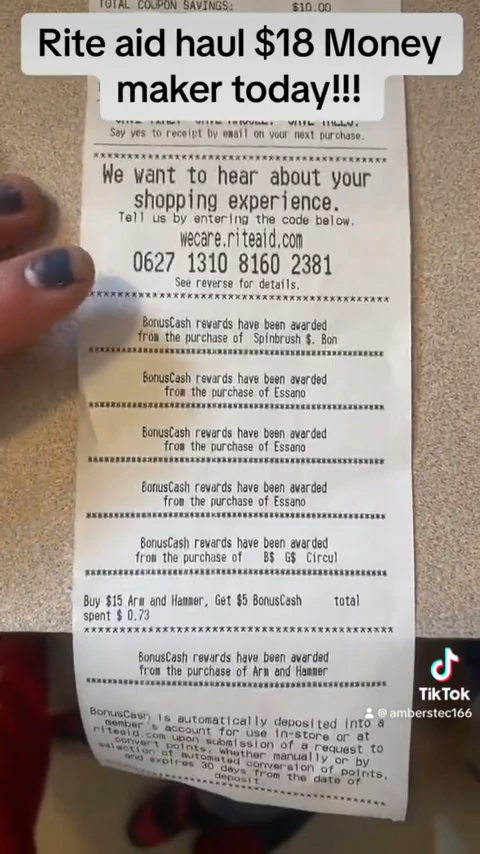 TOTAL COUPON SAVINGS: $10.00
Rite aid haul $18 Money
maker today!!!
Say yes to receipt by email on your next purchase.
We want to hear about your
shopping experience.
Tell us by entering the code below.
wecare.riteaid.com
0627 1310 8160 2381
See reverse for details.
BonusCash rewards have been awarded
from the purchase of Spinbrush $. Bon
BonusCash rewards have been awarded
from the purchase of Essano
BonusCash rewards have been awarded
from the purchase of Essano
BonusCash rewards have been awarded
from the purchase of Essano
BonusCash rewards have been awarded
from the purchase of B$ G$ Circul
Buy $15 Arm and Hammer, Get $5 BonusCash total
spent $ 0.73
BonusCash rewards have been awarded
from the purchase of Arm and Hammer
TikTok
@amberstec166
BonusCash is automatically deposited into a
member's account for use in-store or at
riteaid.com upon submission of a request to
convert points, whether manually or by
selection of automated conversion of points,
and expires 30 days from the date of
deposit